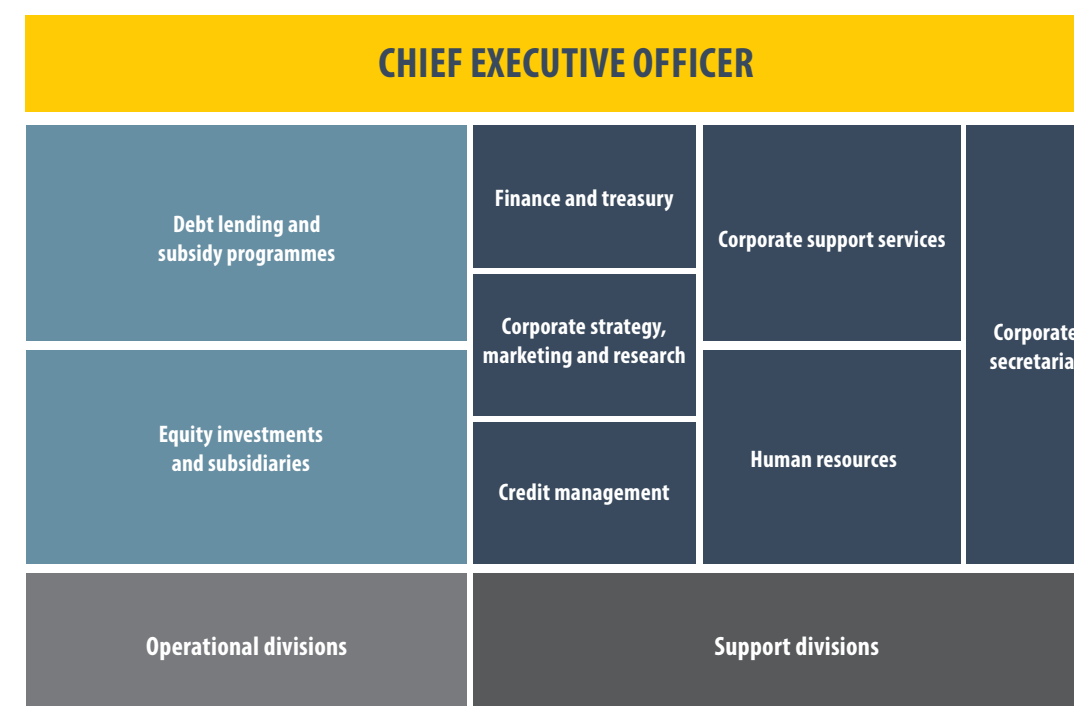 CHIEF EXECUTIVE OFFICER
Debt lending and
subsidy programmes
Equity investments
and subsidiaries
Finance and treasury
Corporate strategy,
marketing and research
Credit management
Corporate support services
Human resources
Corporate
Operational divisions
Support divisions